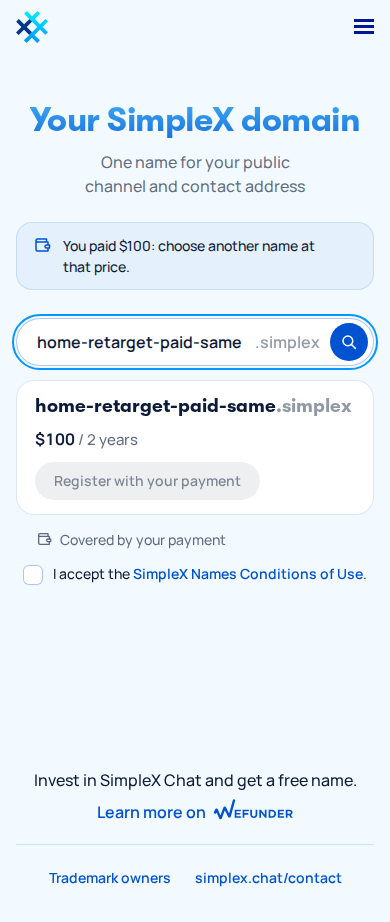 Your SimpleX domain
One name for your public
channel and contact address
You paid $100: choose another name at
that price.
home-retarget-paid-same .simplex
home-retarget-paid-same.simplex
$100 / 2 years
Register with your payment
Covered by your payment
I accept the SimpleX Names Conditions of Use.
Invest in SimpleX Chat and get a free name.
Learn more on WEFUNDER
Trademark owners simplex.chat/contact